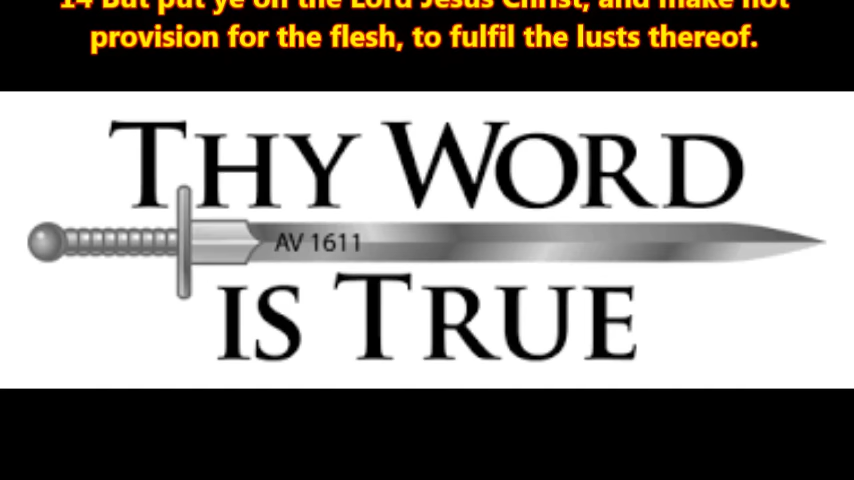 14 But put ye on the Lord Jesus Christ, and make not
provision for the flesh, to fulfil the lusts thereof.
THY WORD
AV 1611
IS TRUE